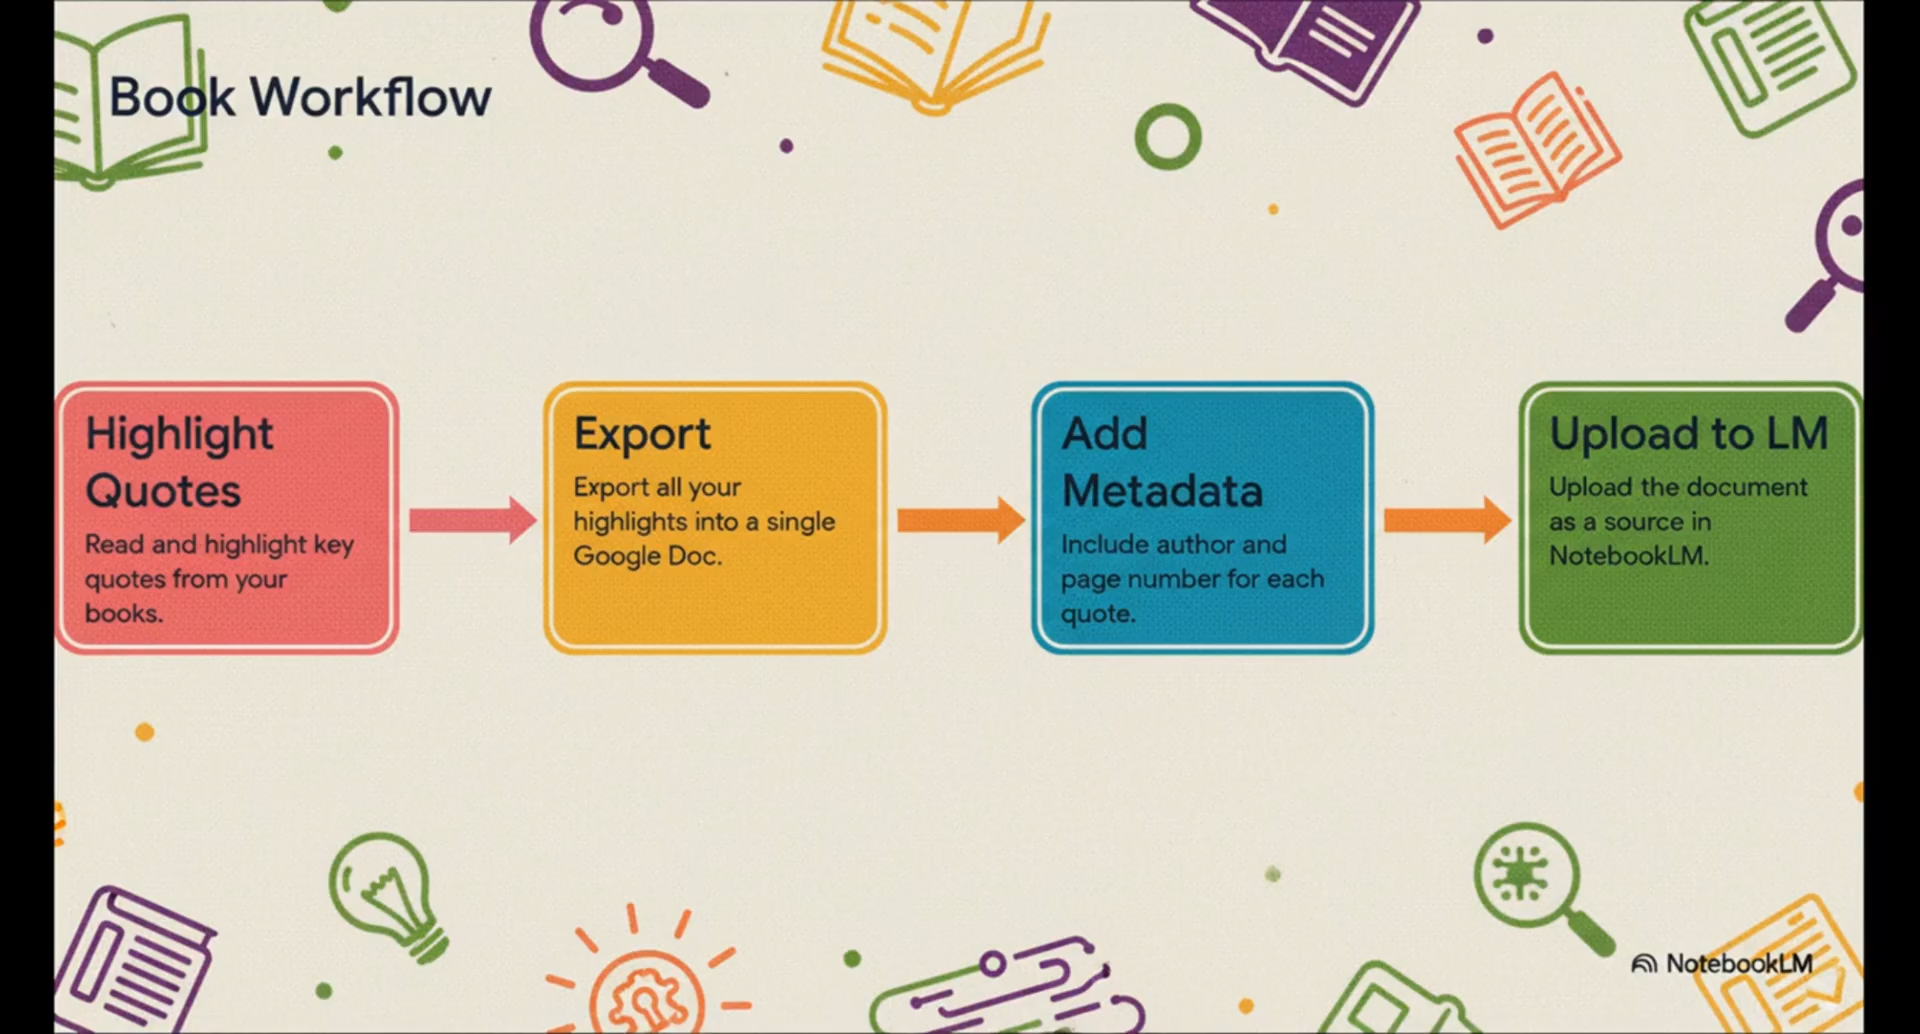 Book Workflow
Highlight
Quotes
Read and highlight key
quotes from your
books.
Export
Export all your
highlights into a single
Google Doc.
Add
Metadata
Include author and
page number for each
quote.
Upload to LM
Upload the document
as a source in
NotebookLM.
NotebookLM